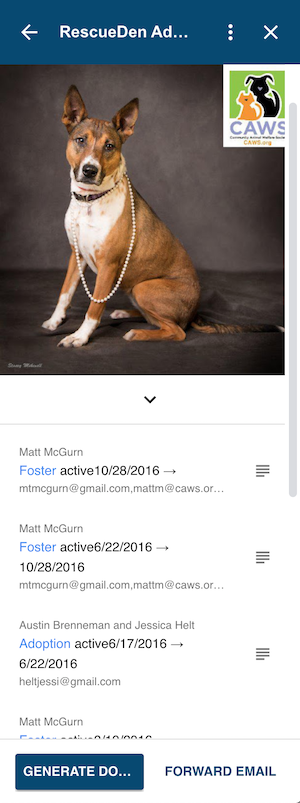 RescueDen Ad...
CAWS
Community Animal Welfare Society
CAWS.org
Matt McGurn
Foster active10/28/2016 →
mtmcgurn@gmail.com,mattm@caws.or...
Matt McGurn
Foster active6/22/2016 →
10/28/2016
mtmcgurn@gmail.com,mattm@caws.or...
Austin Brenneman and Jessica Helt
Adoption active6/17/2016 →
6/22/2016
heltjessi@gmail.com
Matt McGurn
Foster
GENERATE DO...
FORWARD EMAIL